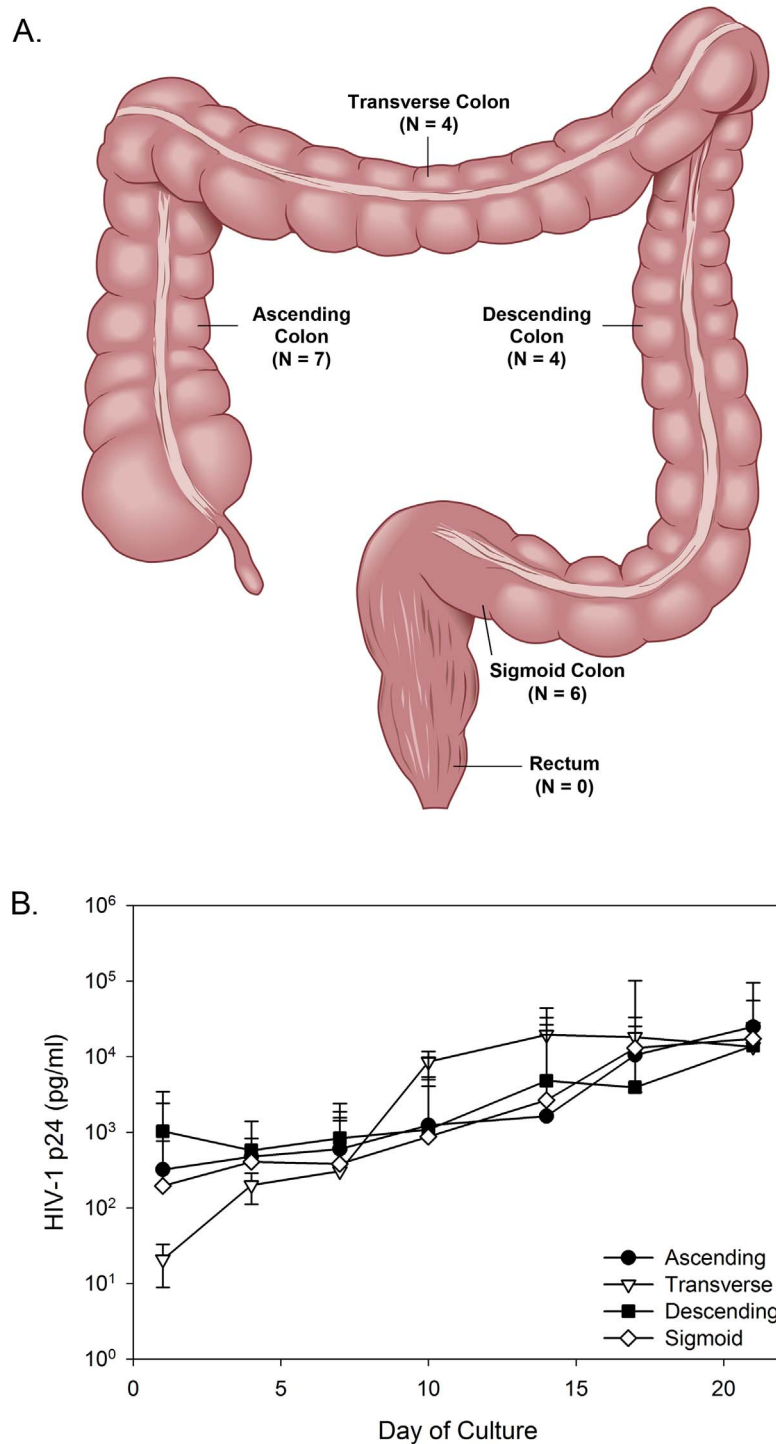 A.
Transverse Colon
(N = 4)
Ascending
Colon
(N = 7)
Descending
Colon
(N = 4)
Sigmoid Colon
(N = 6)
Rectum
(N = 0)
B.
HIV-1 p24 (pg/ml)
10⁶
10⁵
10⁴
10³
10²
10¹
10⁰
Ascending
Transverse
Descending
Sigmoid
0 5 10 15 20
Day of Culture